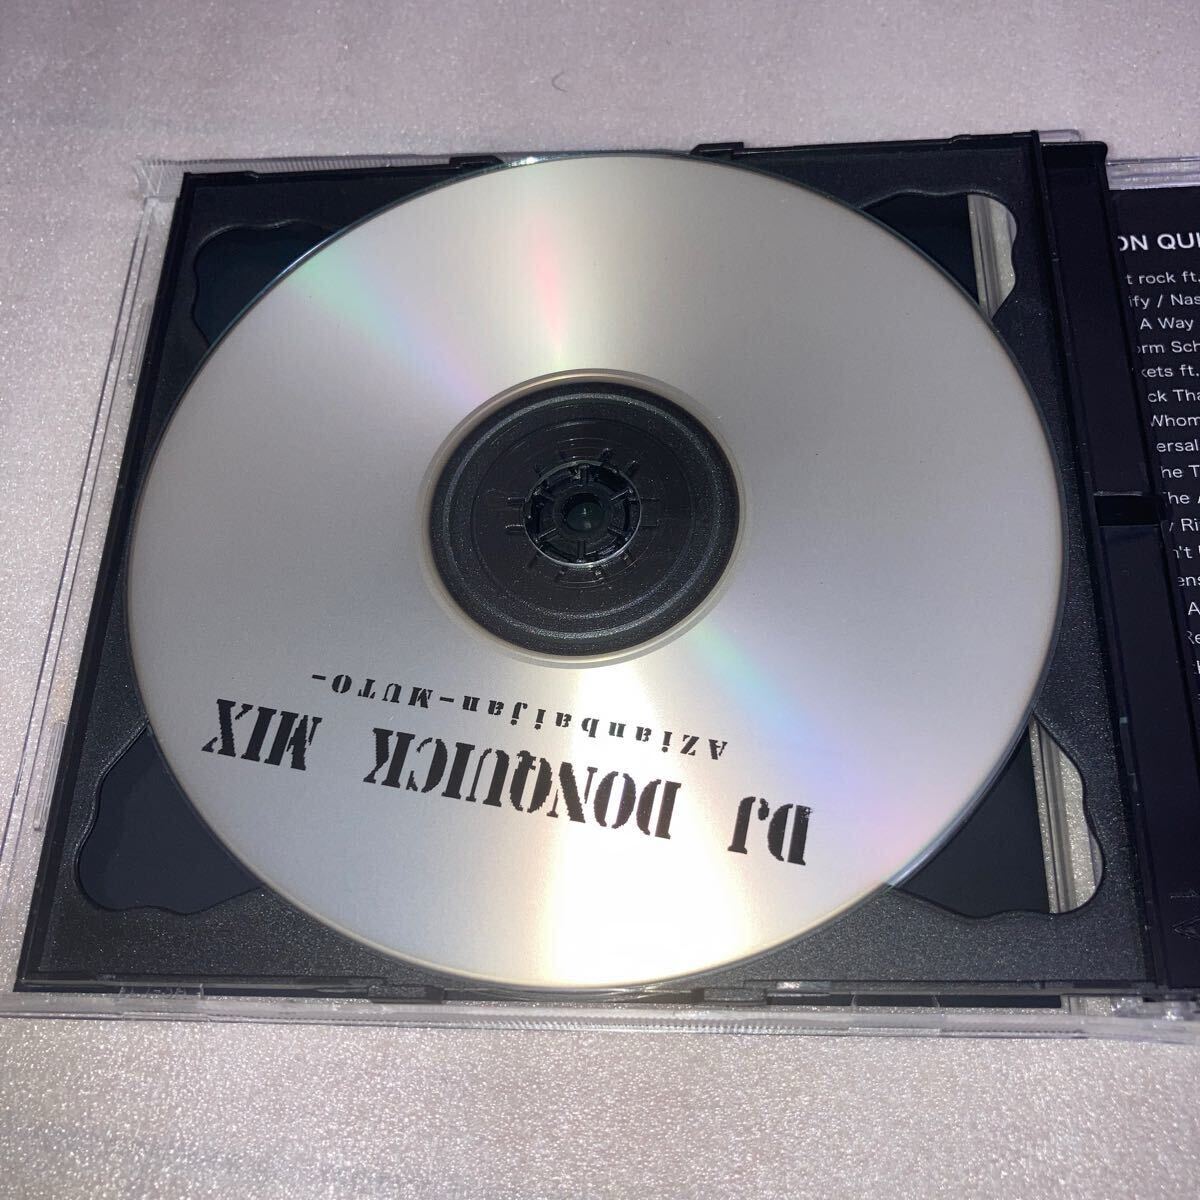 Azianbaijan-MUTO-
DJ DONQUICK MIX
ON QUI
t rock ft.
ify / Nas
A Way
orm Sch
kets ft.
ck Tha
Whom
ersal
he T
The A
y Ri
n't
ens
A
Re